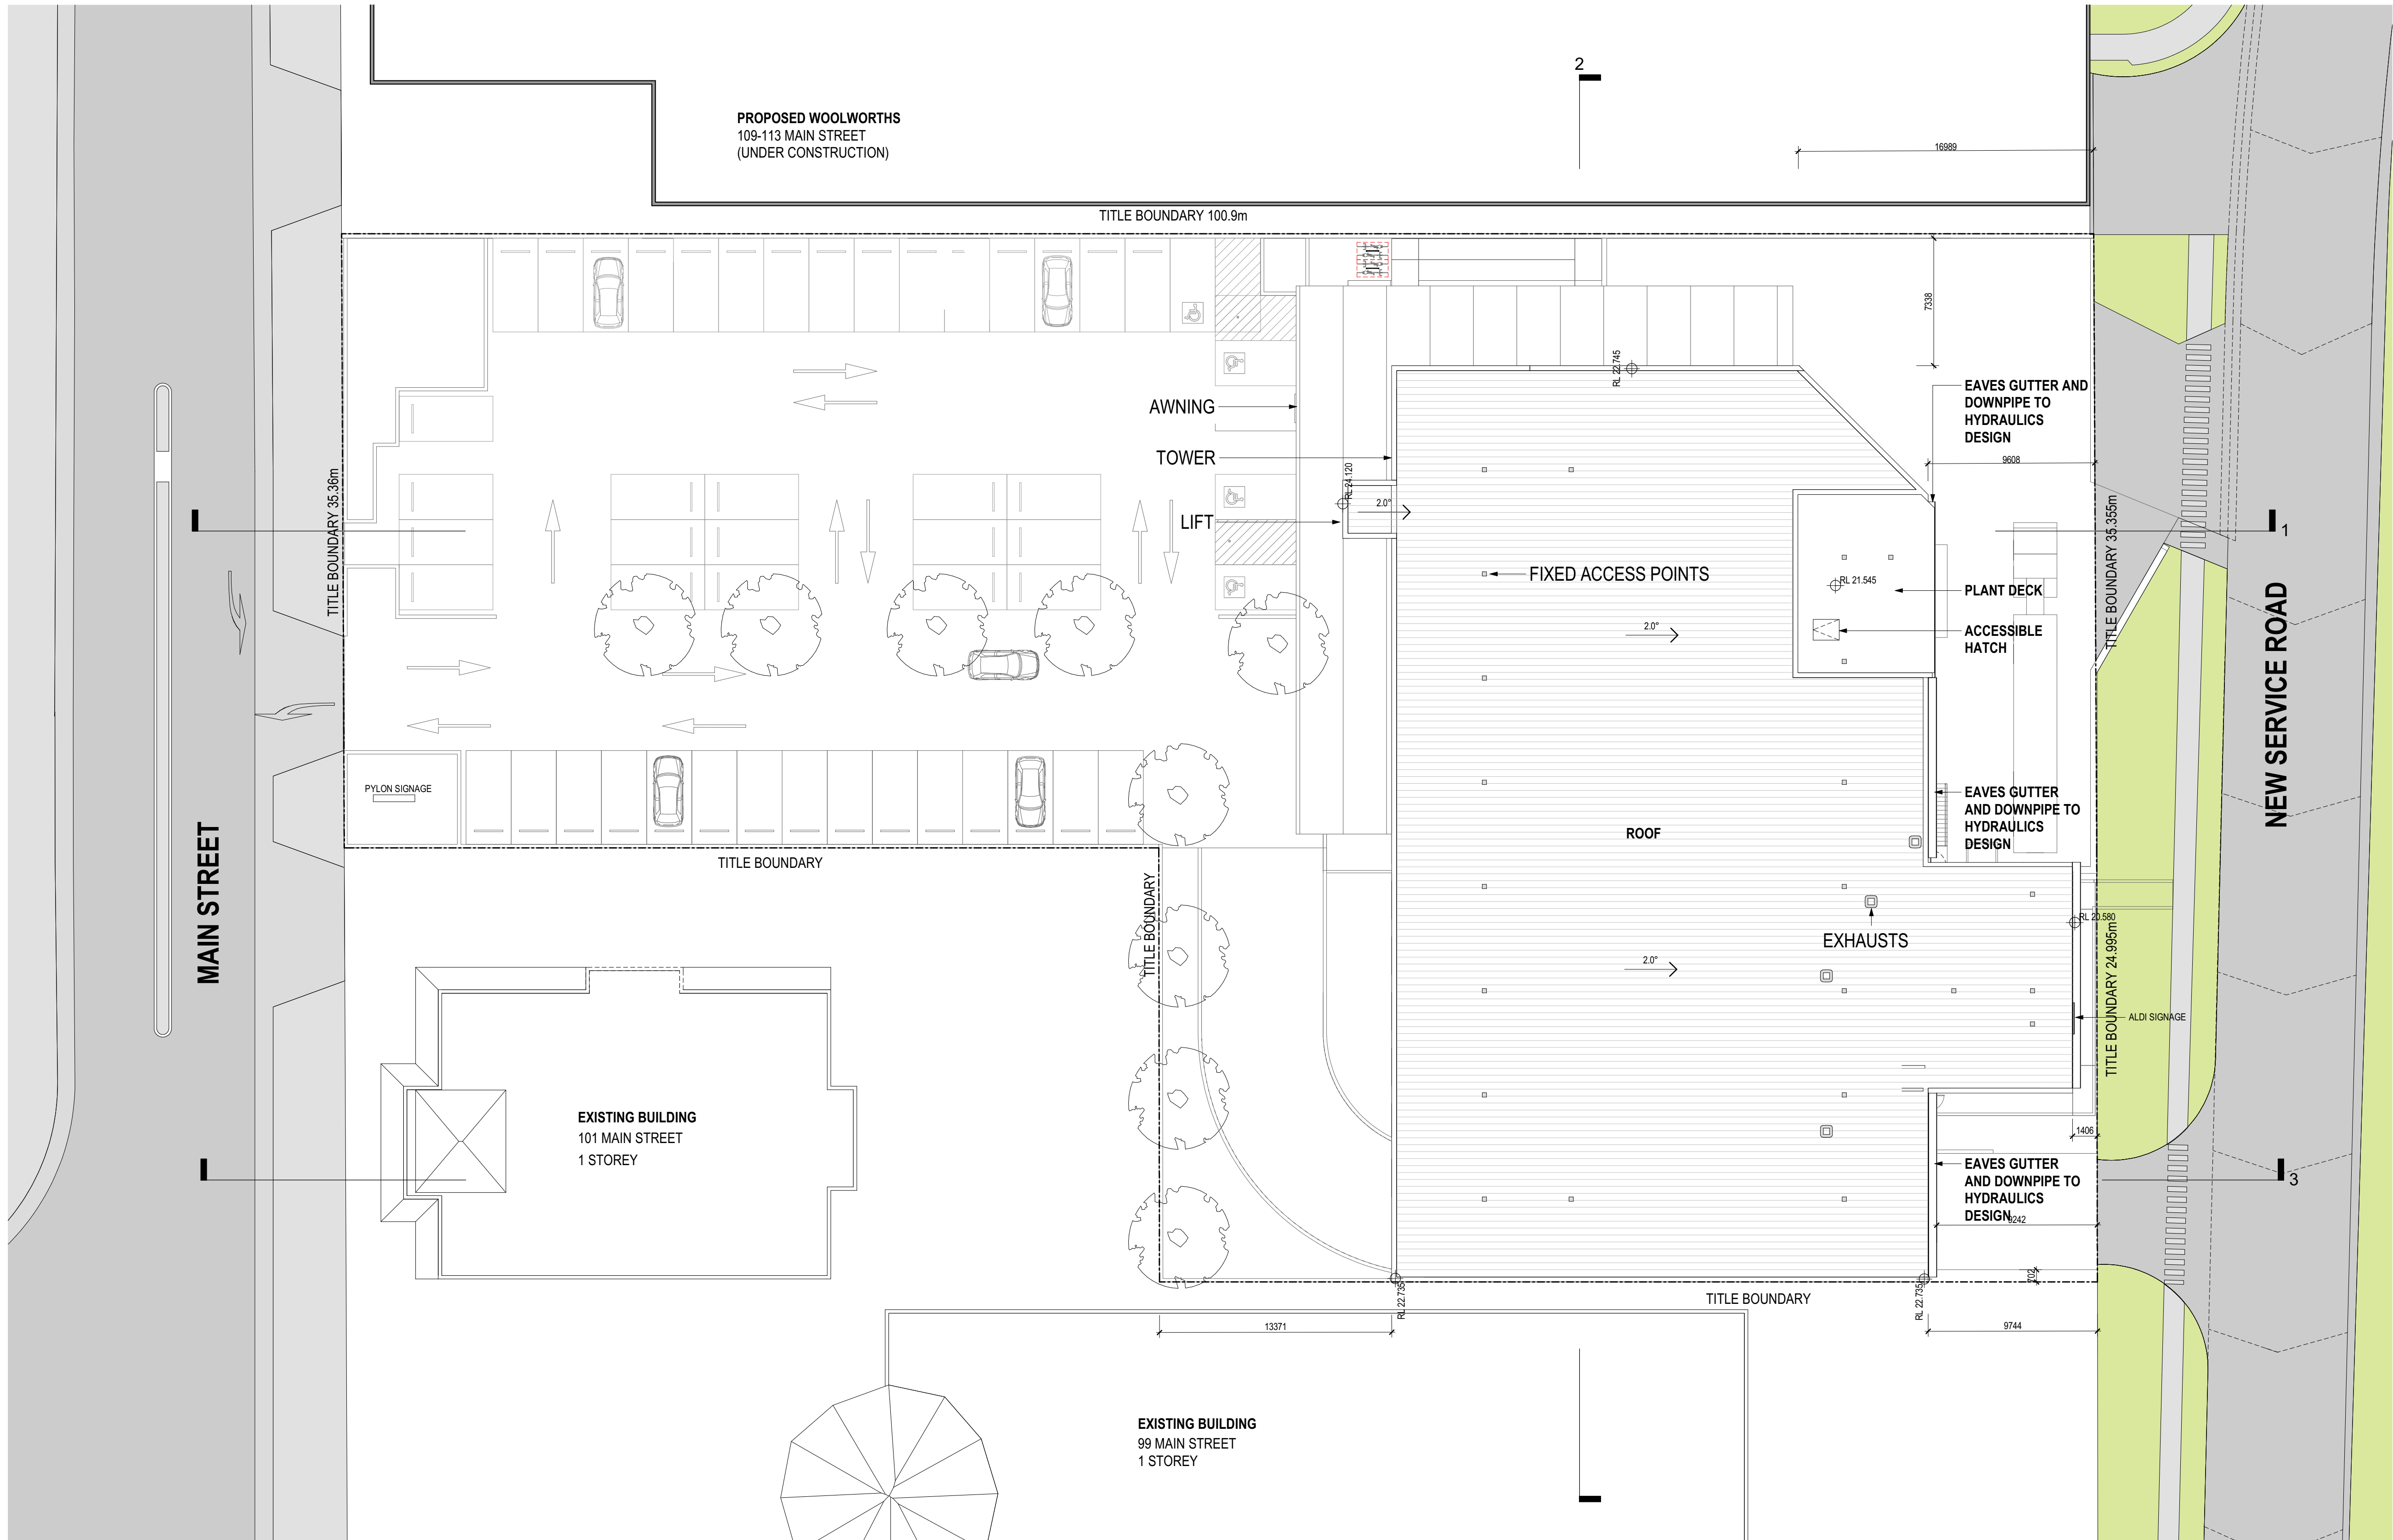 2
PROPOSED WOOLWORTHS
109-113 MAIN STREET
(UNDER CONSTRUCTION)
16989
TITLE BOUNDARY 100.9m
7338
RL 22.745
EAVES GUTTER AND
DOWNPIPE TO
HYDRAULICS
DESIGN
AWNING
TOWER
RL 24.120
9608
2.0°
LIFT
TITLE BOUNDARY 35.36m
TITLE BOUNDARY 35.355m
1
FIXED ACCESS POINTS
RL 21.545
PLANT DECK
2.0°
ACCESSIBLE
HATCH
NEW SERVICE ROAD
PYLON SIGNAGE
EAVES GUTTER
AND DOWNPIPE TO
HYDRAULICS
DESIGN
ROOF
MAIN STREET
TITLE BOUNDARY
TITLE BOUNDARY
RL 20.580
EXHAUSTS
2.0°
TITLE BOUNDARY 24.995m
ALDI SIGNAGE
EXISTING BUILDING
101 MAIN STREET
1 STOREY
1406
EAVES GUTTER
AND DOWNPIPE TO
HYDRAULICS
DESIGN
3
9242
702
RL 22.735
RL 22.735
TITLE BOUNDARY
13371
9744
EXISTING BUILDING
99 MAIN STREET
1 STOREY